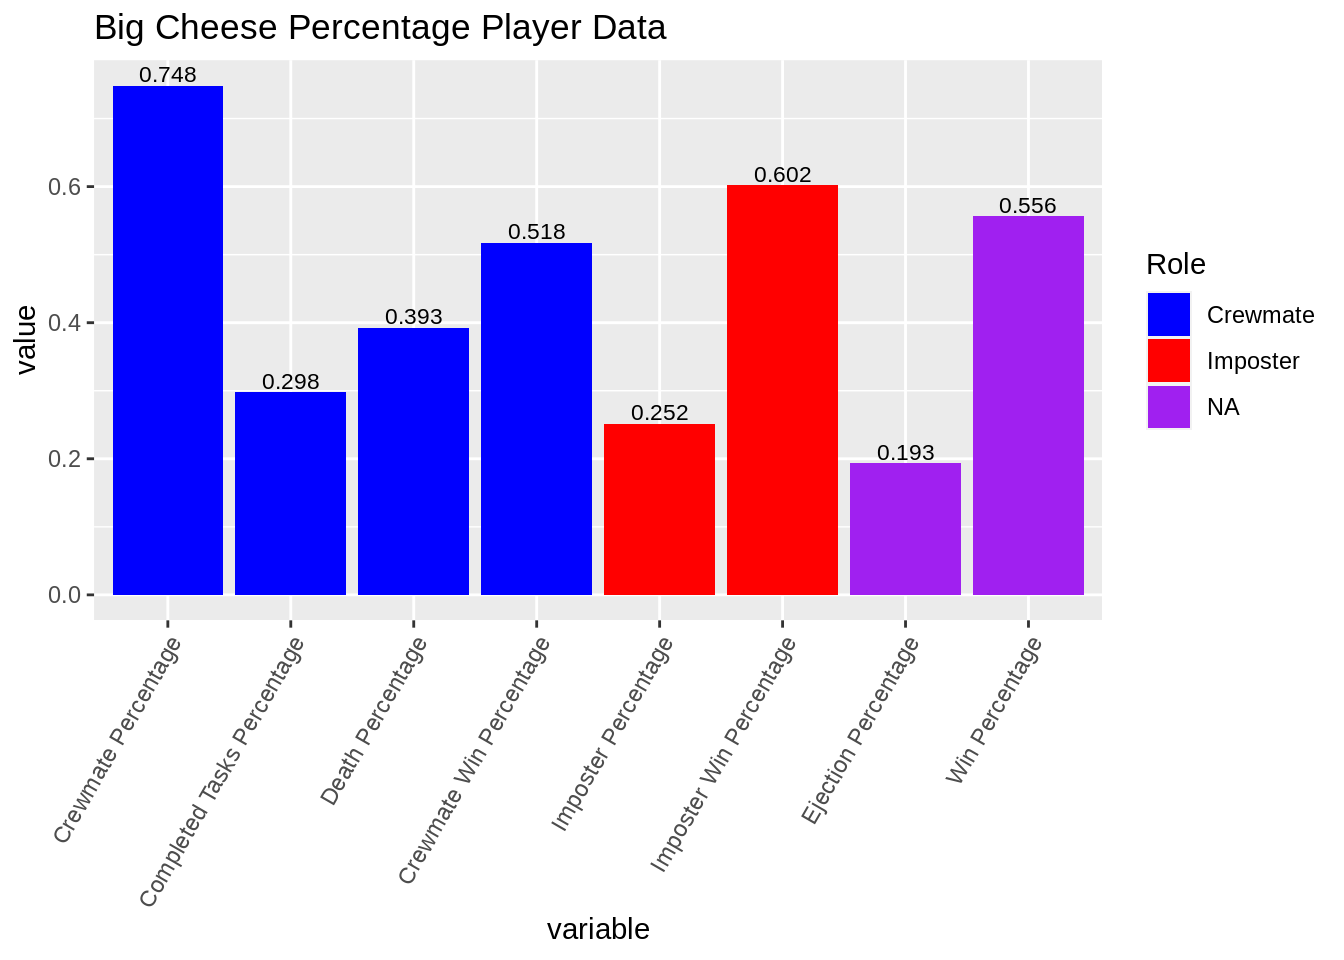 Big Cheese Percentage Player Data
value
0.6
0.4
0.2
0.0
0.748
0.298
0.393
0.518
0.252
0.602
0.193
0.556
Crewmate Percentage
Completed Tasks Percentage
Death Percentage
Crewmate Win Percentage
Imposter Percentage
Imposter Win Percentage
Ejection Percentage
Win Percentage
variable
Role
Crewmate
Imposter
NA